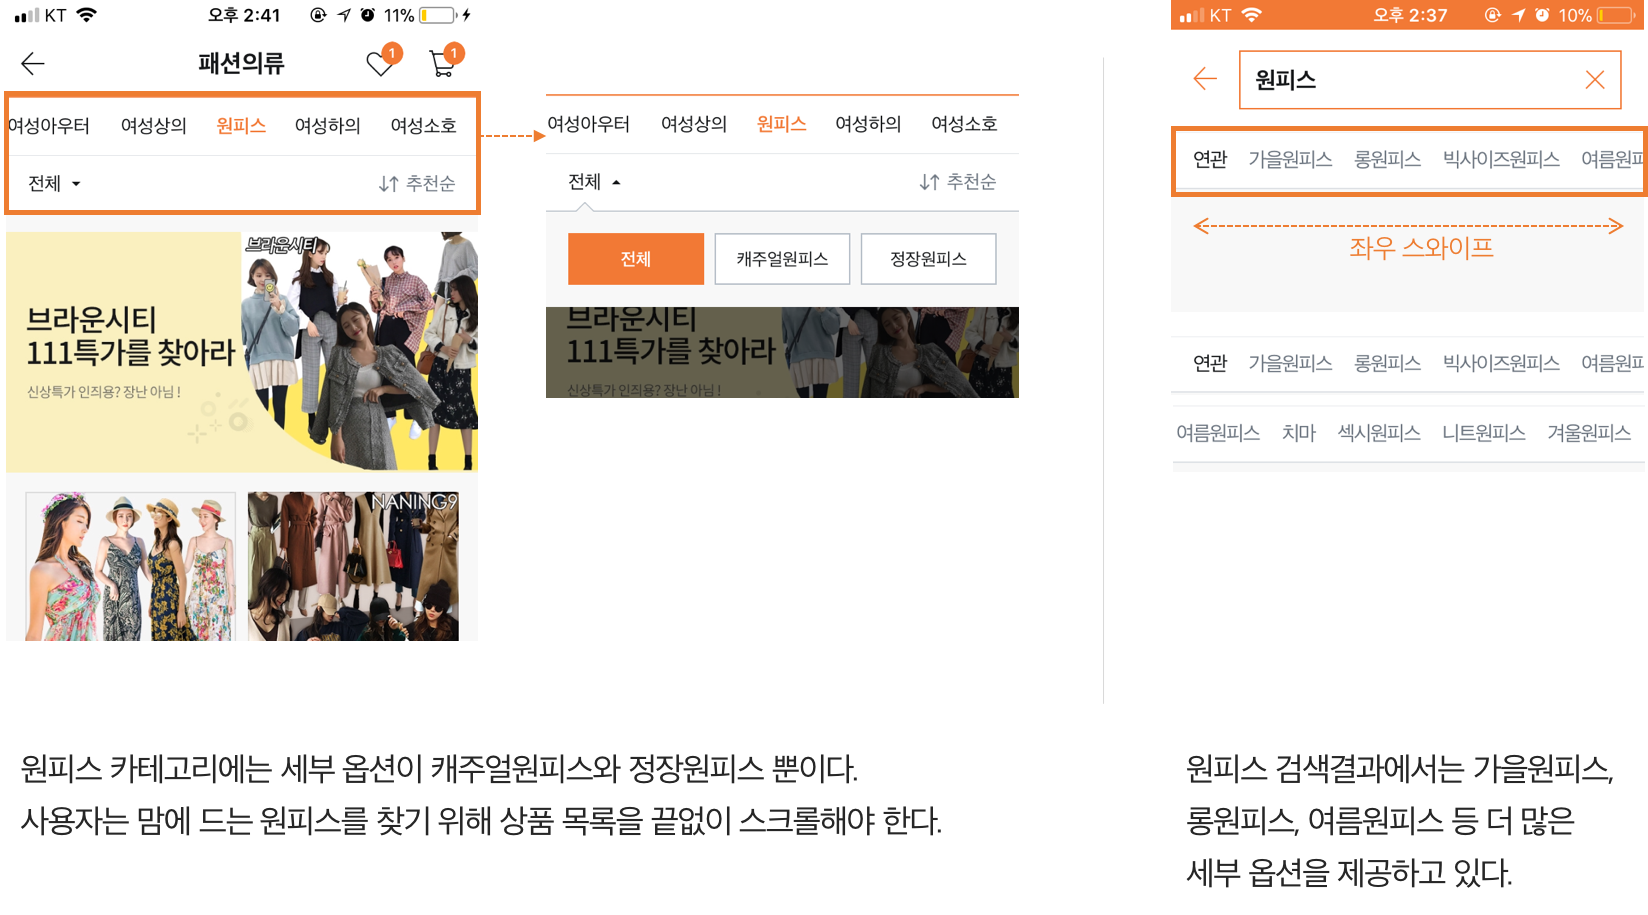 KT 오후 2:41 11%
패션의류 1 1
여성아우터 여성상의 원피스 여성하의 여성소호
전체 추천순
브라운시티
브라운시티
111특가를 찾아라
신상특가 인직용? 장난 아님 !
NANING9
여성아우터 여성상의 원피스 여성하의 여성소호
전체 추천순
전체 캐주얼원피스 정장원피스
브라운시티
111특가를 찾아라
신상특가 인직용? 장난 아님 !
KT 오후 2:37 10%
원피스
연관 가을원피스 롱원피스 빅사이즈원피스 여름원피
좌우 스와이프
연관 가을원피스 롱원피스 빅사이즈원피스 여름원피
여름원피스 치마 섹시원피스 니트원피스 겨울원피스
원피스 카테고리에는 세부 옵션이 캐주얼원피스와 정장원피스 뿐이다.
사용자는 맘에 드는 원피스를 찾기 위해 상품 목록을 끝없이 스크롤해야 한다.
원피스 검색결과에서는 가을원피스,
롱원피스, 여름원피스 등 더 많은
세부 옵션을 제공하고 있다.